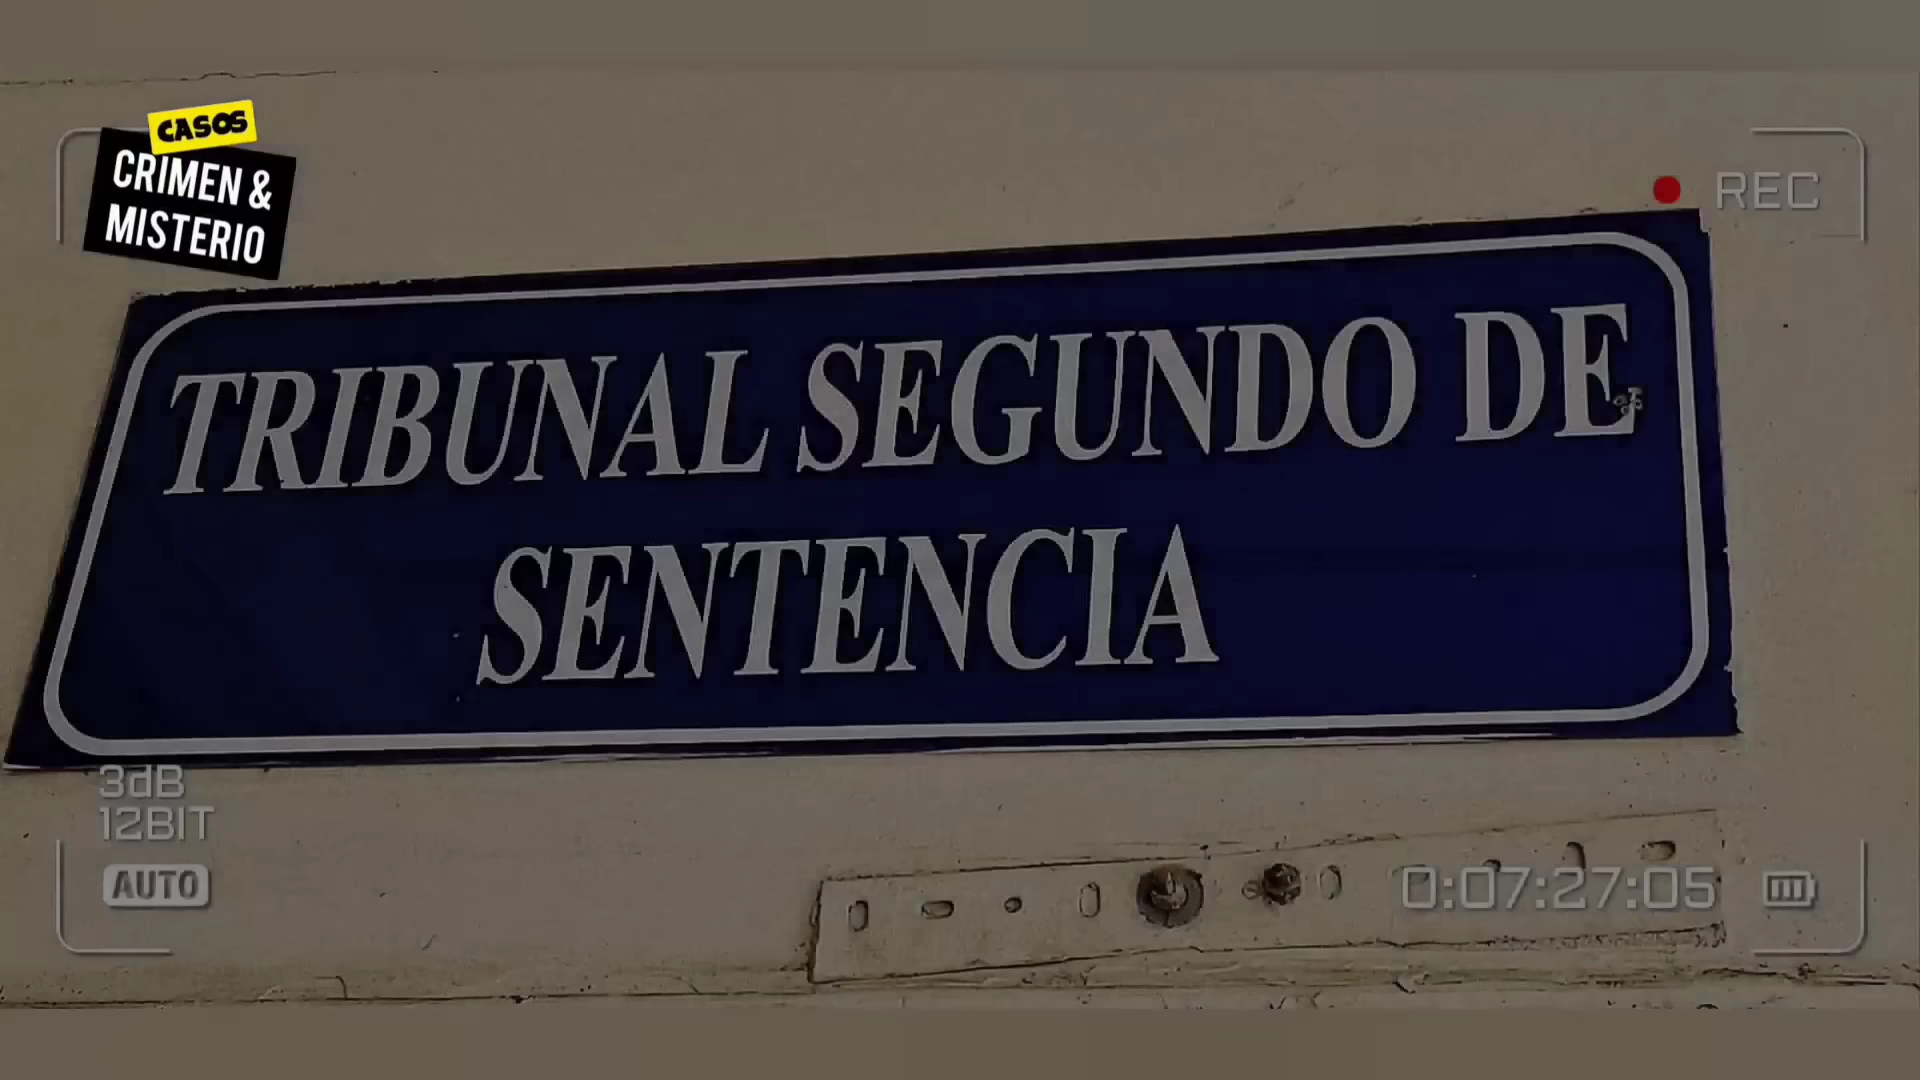 CASOS
CRIMEN &
MISTERIO
REC
TRIBUNAL SEGUNDO DE
SENTENCIA
3dB
12BIT
AUTO
0:07:27:05